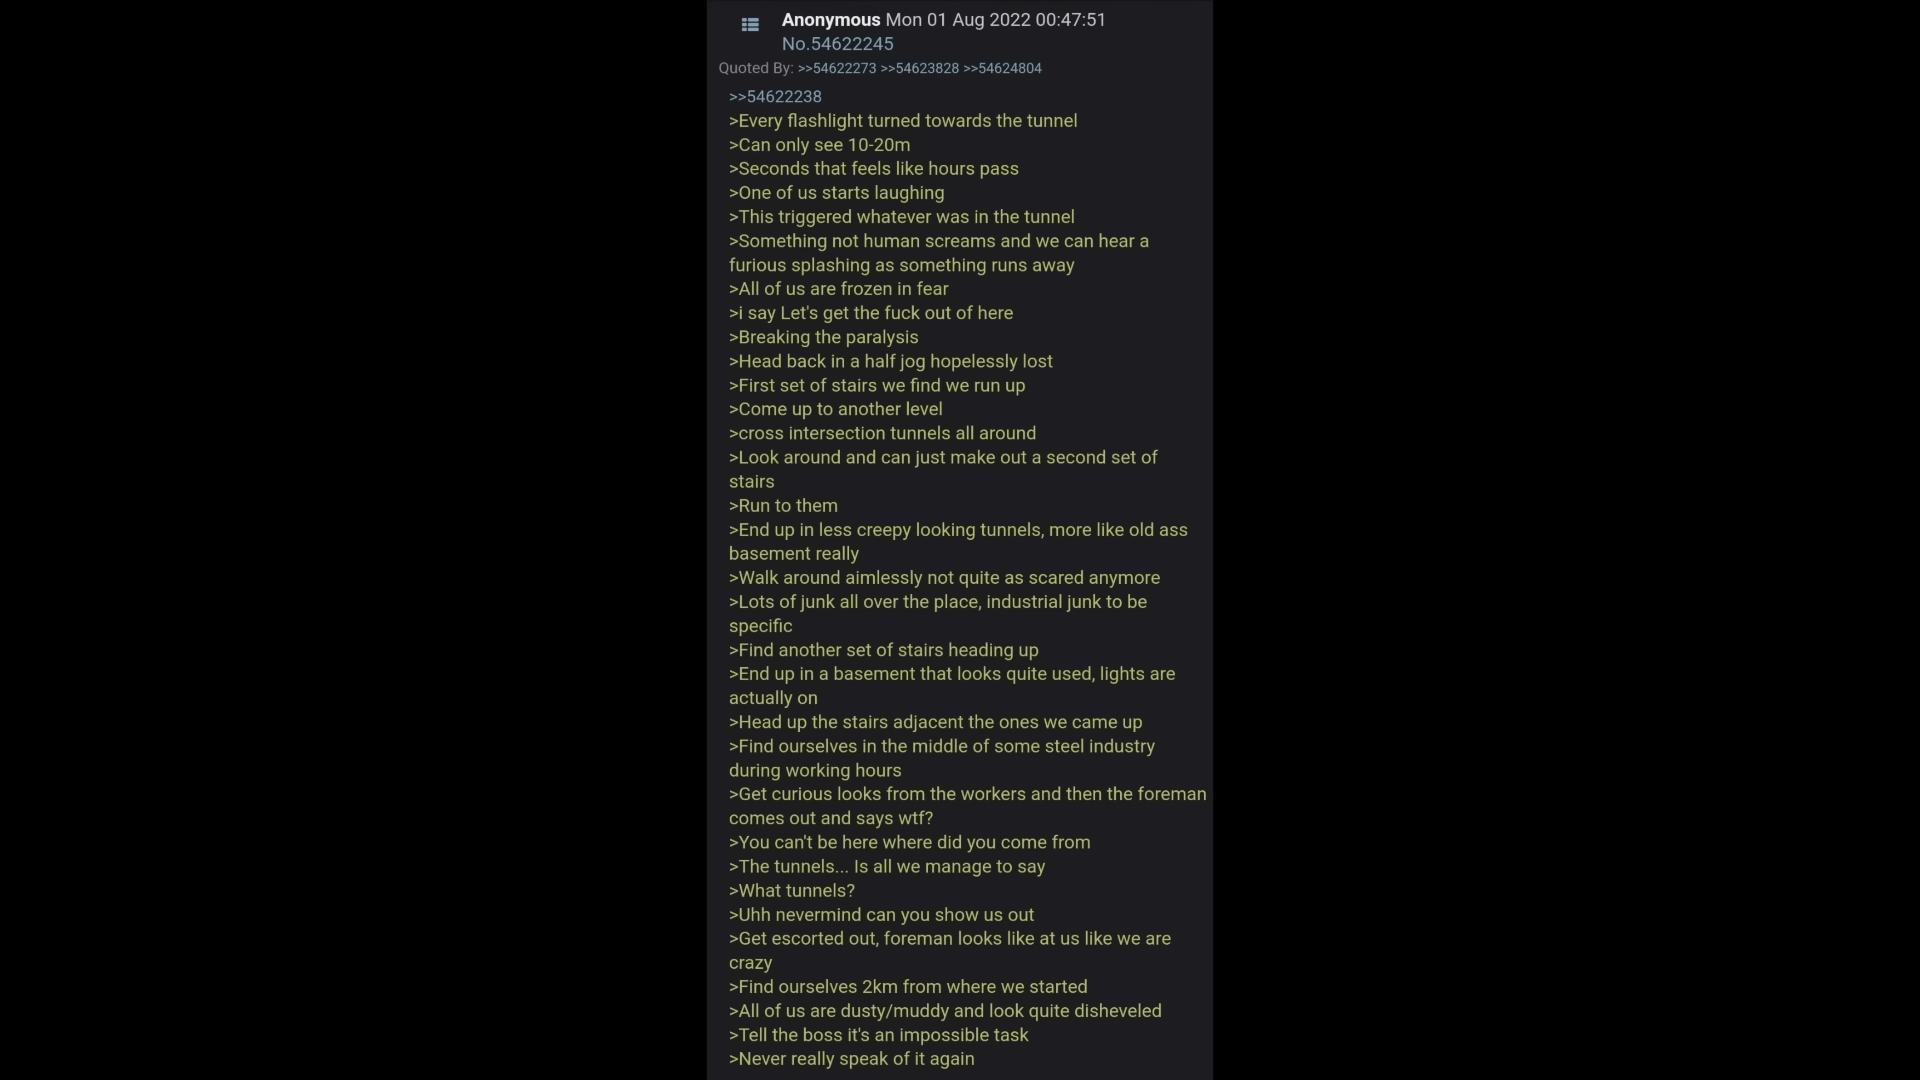 Anonymous Mon 01 Aug 2022 00:47:51
No.54622245
Quoted By: >>54622273 >>54623828 >>54624804
>>54622238
>Every flashlight turned towards the tunnel
>Can only see 10-20m
>Seconds that feels like hours pass
>One of us starts laughing
>This triggered whatever was in the tunnel
>Something not human screams and we can hear a
furious splashing as something runs away
>All of us are frozen in fear
>i say Let's get the fuck out of here
>Breaking the paralysis
>Head back in a half jog hopelessly lost
>First set of stairs we find we run up
>Come up to another level
>cross intersection tunnels all around
>Look around and can just make out a second set of
stairs
>Run to them
>End up in less creepy looking tunnels, more like old ass
basement really
>Walk around aimlessly not quite as scared anymore
>Lots of junk all over the place, industrial junk to be
specific
>Find another set of stairs heading up
>End up in a basement that looks quite used, lights are
actually on
>Head up the stairs adjacent the ones we came up
>Find ourselves in the middle of some steel industry
during working hours
>Get curious looks from the workers and then the foreman
comes out and says wtf?
>You can't be here where did you come from
>The tunnels... Is all we manage to say
>What tunnels?
>Uhh nevermind can you show us out
>Get escorted out, foreman looks like at us like we are
crazy
>Find ourselves 2km from where we started
>All of us are dusty/muddy and look quite disheveled
>Tell the boss it's an impossible task
>Never really speak of it again